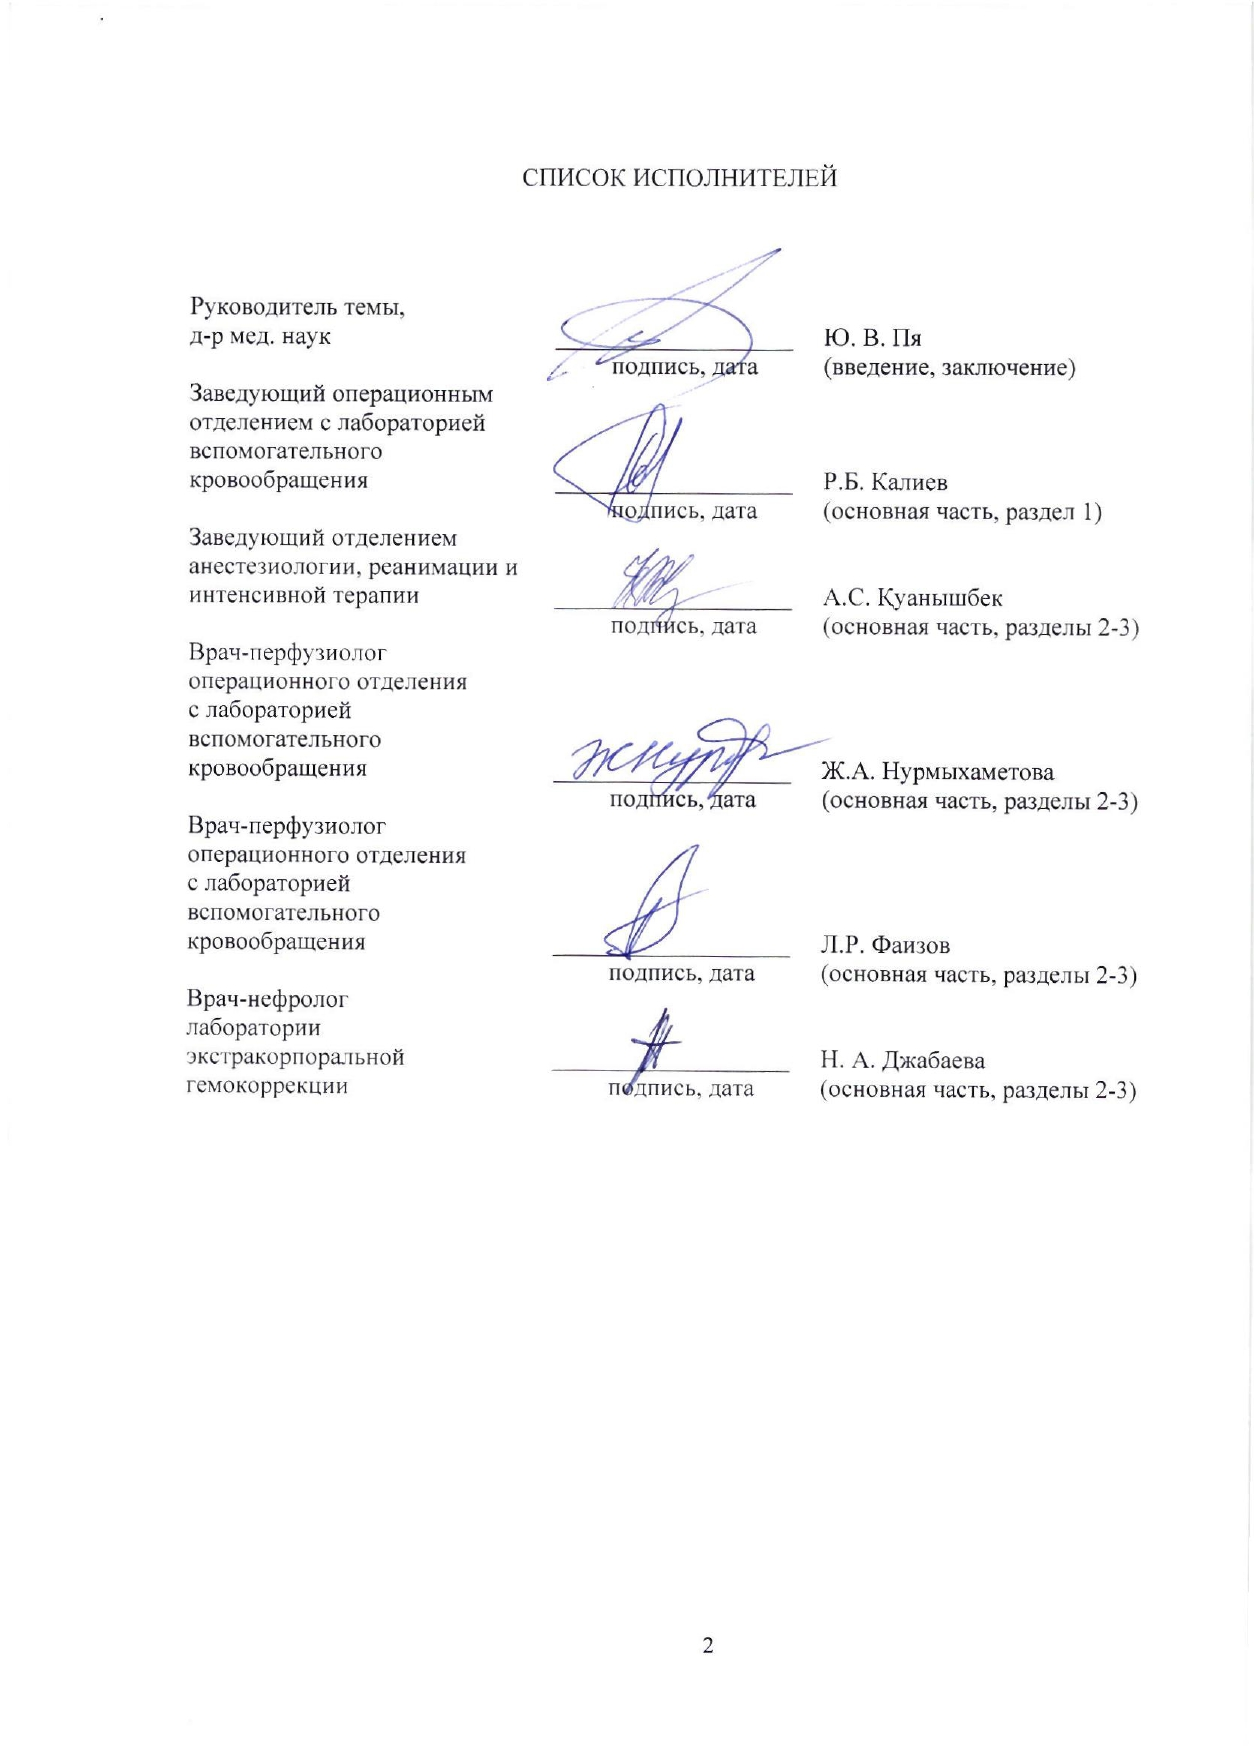 СПИСОК ИСПОЛНИТЕЛЕЙ
Руководитель темы,
д-р мед. наук
Ю. В. Пя
подпись, дата
(введение, заключение)
Заведующий операционным
отделением с лабораторией
вспомогательного
кровообращения
Р.Б. Калиев
подпись, дата
(основная часть, раздел 1)
Заведующий отделением
анестезиологии, реанимации и
интенсивной терапии
А.С. Қуанышбек
подпись, дата
(основная часть, разделы 2-3)
Врач-перфузиолог
операционного отделения
с лабораторией
вспомогательного
кровообращения
Ж.А. Нурмыхаметова
подпись, дата
(основная часть, разделы 2-3)
Врач-перфузиолог
операционного отделения
с лабораторией
вспомогательного
кровообращения
Л.Р. Фаизов
подпись, дата
(основная часть, разделы 2-3)
Врач-нефролог
лаборатории
экстракорпоральной
гемокоррекции
Н. А. Джабаева
подпись, дата
(основная часть, разделы 2-3)
2